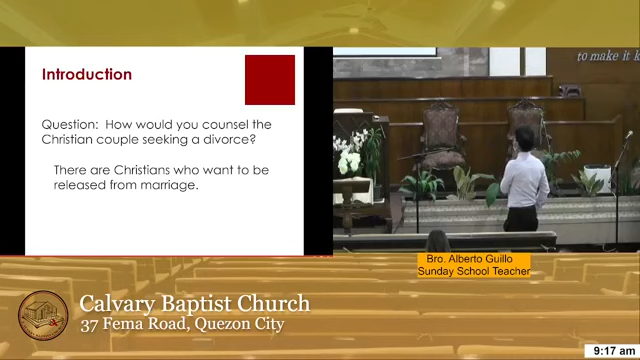 Introduction
Question: How would you counsel the
Christian couple seeking a divorce?
There are Christians who want to be
released from marriage.
to make it k
Bro. Alberto Guillo
Sunday School Teacher
Calvary Baptist Church
37 Fema Road, Quezon City
9:17 am